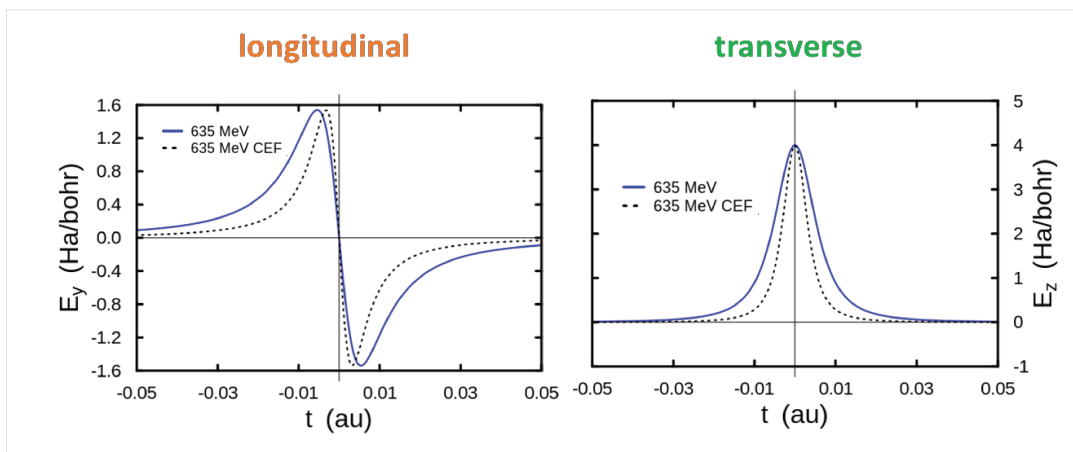 longitudinal
transverse
1.6
1.2
0.8
0.4
0.0
-0.4
-0.8
-1.2
-1.6
E_y (Ha/bohr)
635 MeV
635 MeV CEF
-0.05
-0.03
-0.01
0.01
0.03
0.05
t (au)
5
4
3
2
1
0
-1
E_z (Ha/bohr)
635 MeV
635 MeV CEF
-0.05
-0.03
-0.01
0.01
0.03
0.05
t (au)